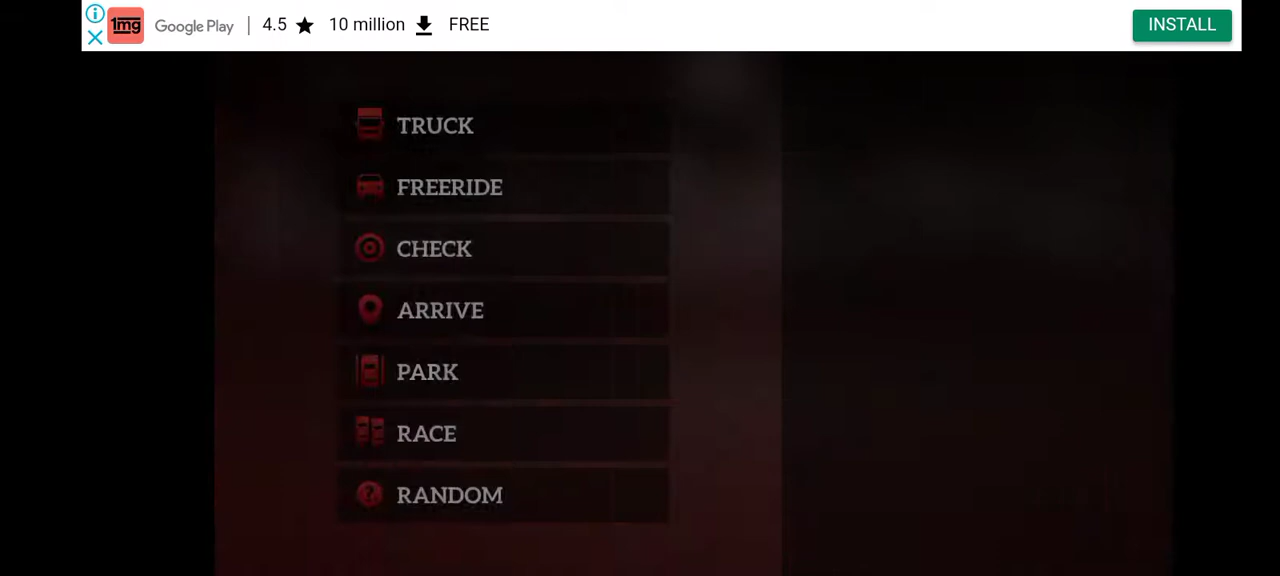 1mg Google Play | 4.5 ★ 10 million FREE INSTALL
TRUCK
FREERIDE
CHECK
ARRIVE
PARK
RACE
RANDOM